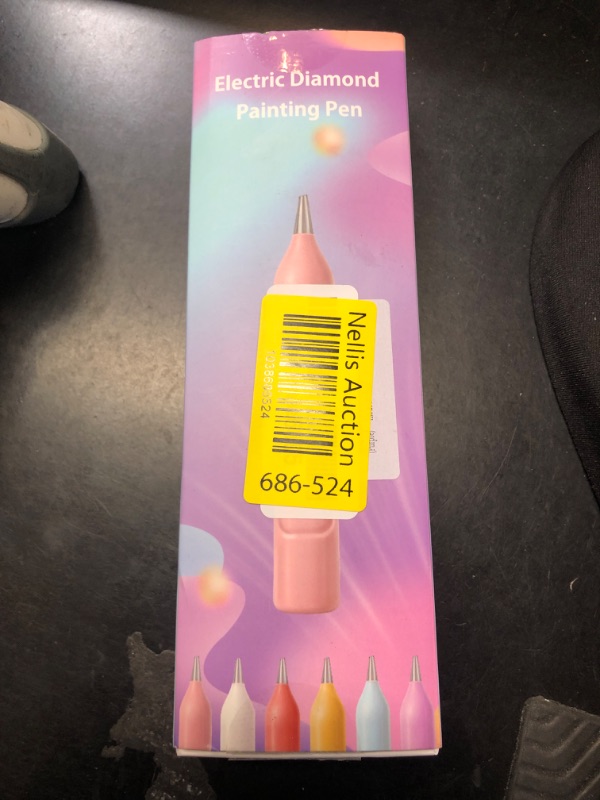 Electric Diamond
Painting Pen
Nellis Auction
686-524